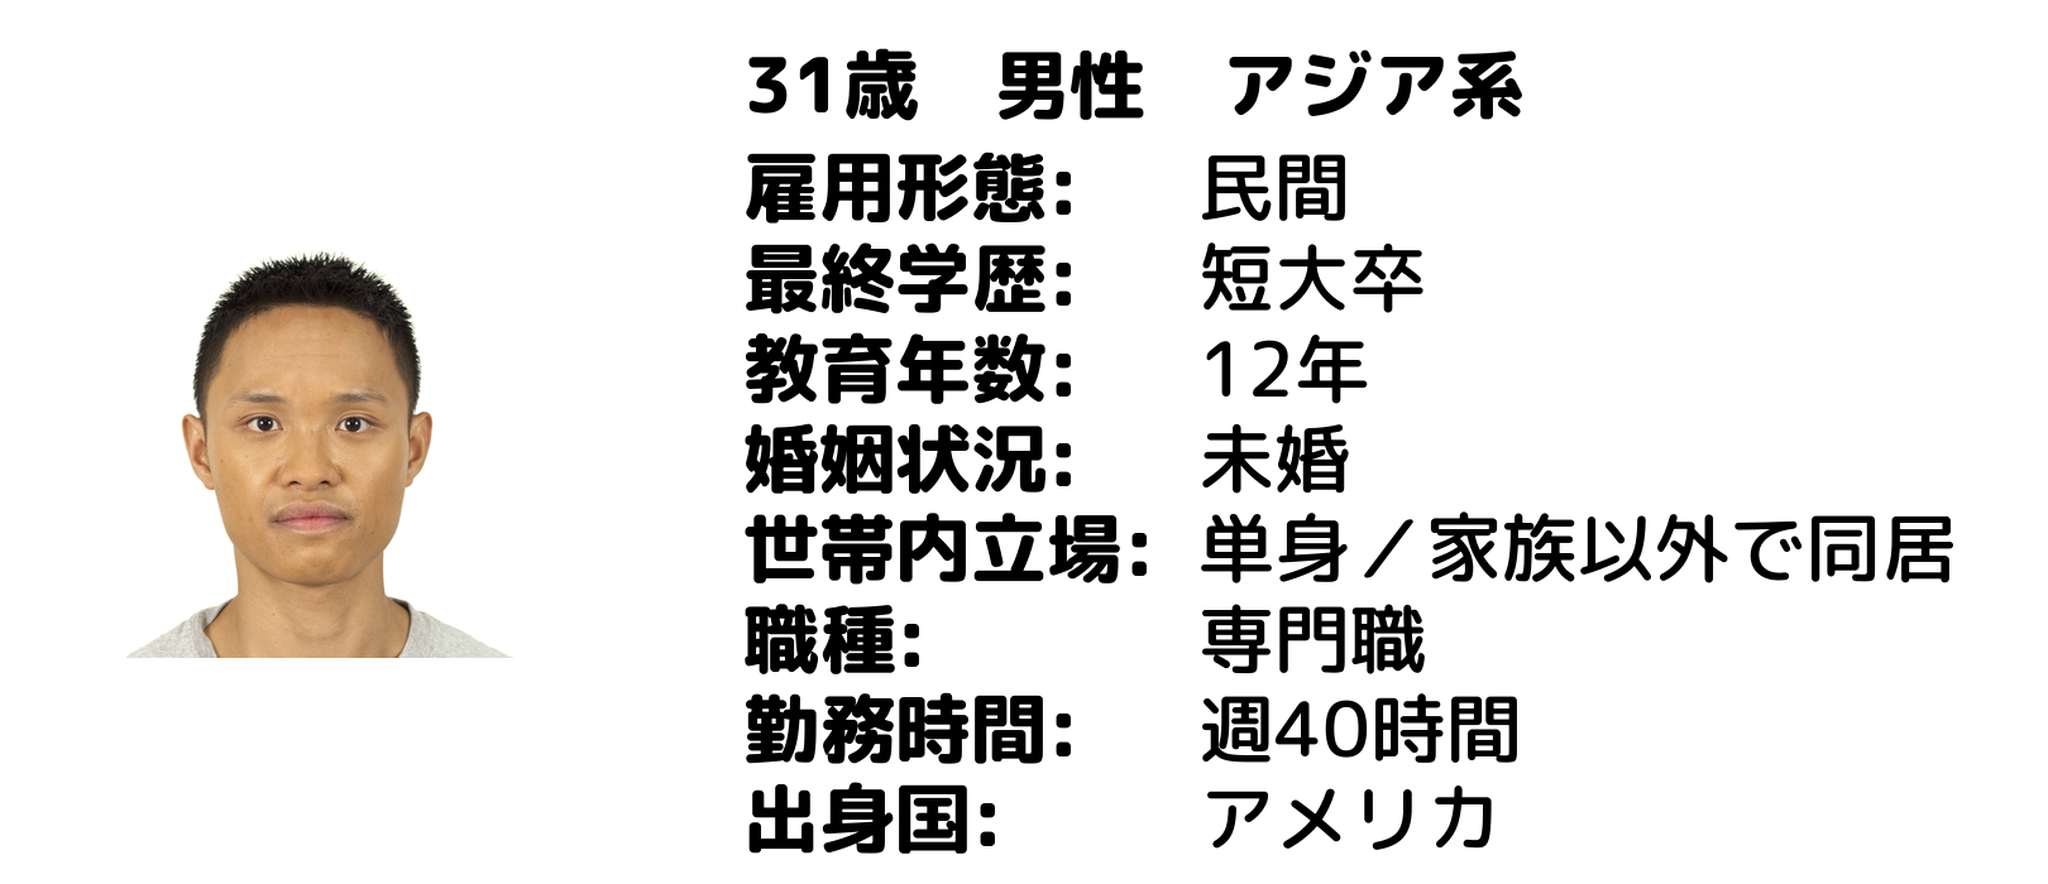 31歳　男性　アジア系
雇用形態:　民間
最終学歴:　短大卒
教育年数:　12年
婚姻状況:　未婚
世帯内立場:　単身／家族以外で同居
職種:　専門職
勤務時間:　週40時間
出身国:　アメリカ